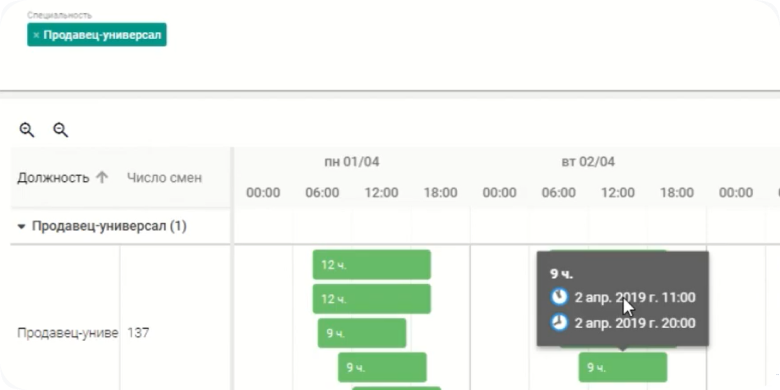 Специальность
× Продавец-универсал
пн 01/04 вт 02/04
Должность Число смен
00:00 06:00 12:00 18:00 00:00 06:00 12:00 18:00 00:00
Продавец-универсал (1)
12 ч.
9 ч.
12 ч.
2 апр. 2019 г. 11:00
2 апр. 2019 г. 20:00
Продавец-универ 137
9 ч.
9 ч.
9 ч.